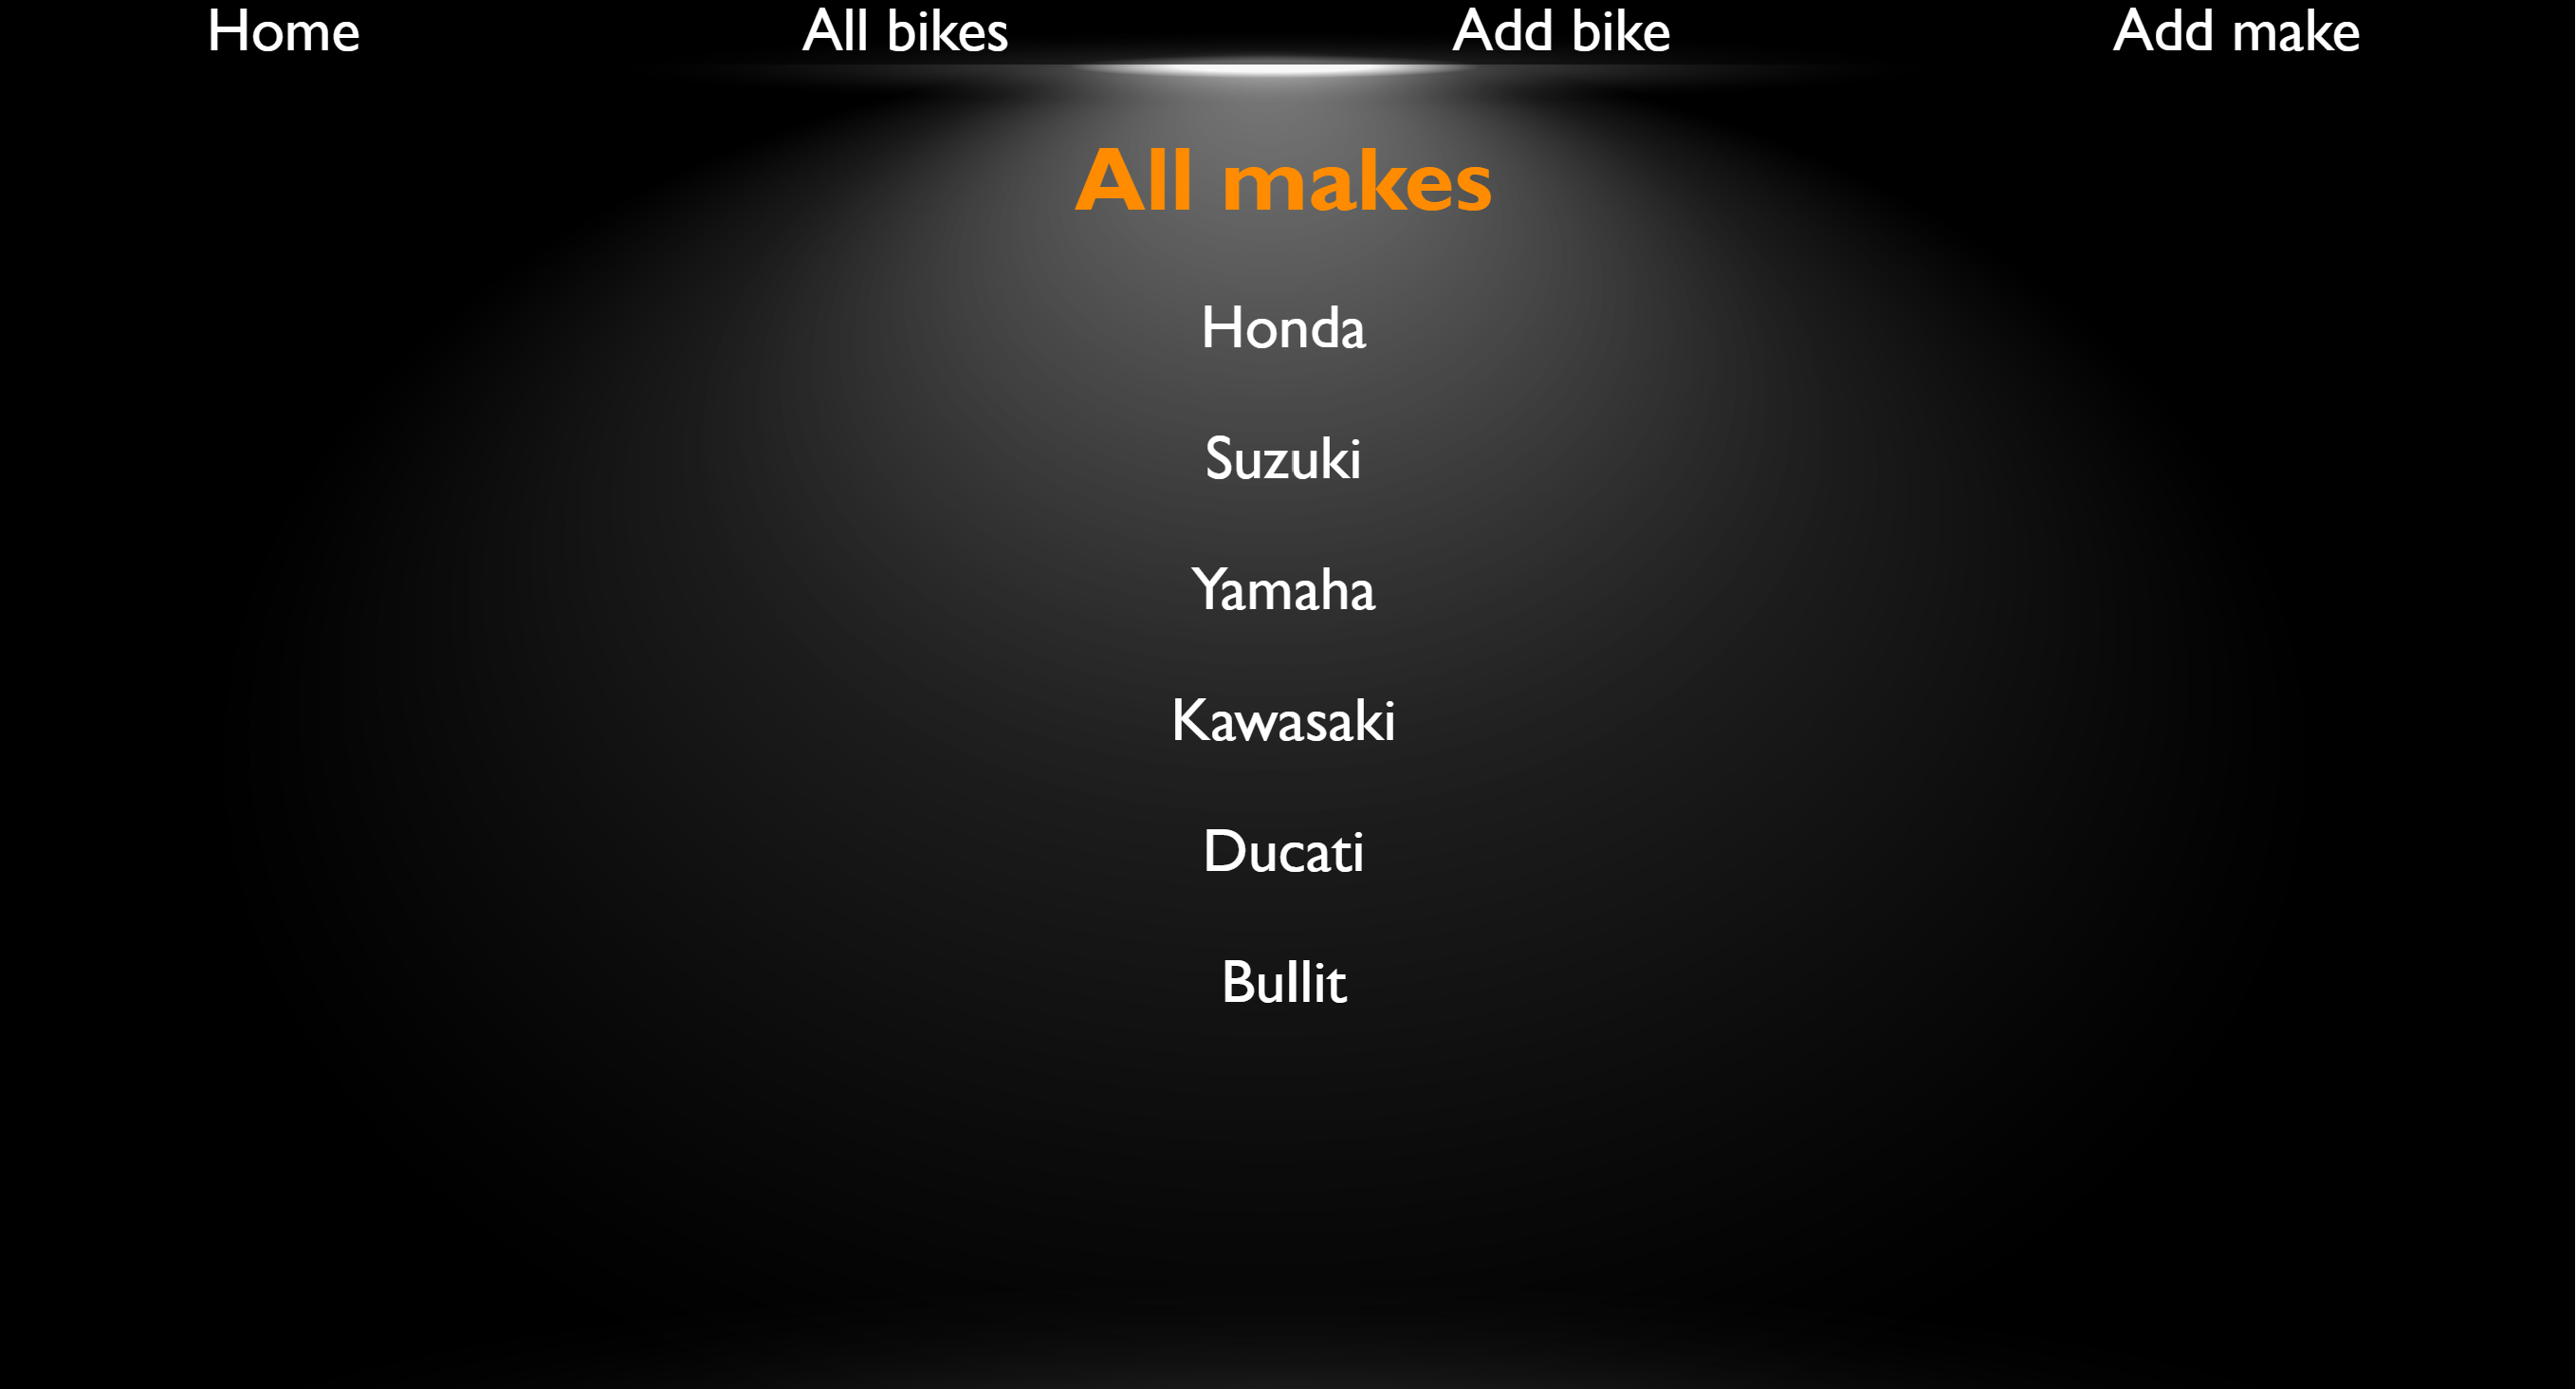 Home All bikes Add bike Add make
All makes
Honda
Suzuki
Yamaha
Kawasaki
Ducati
Bullit